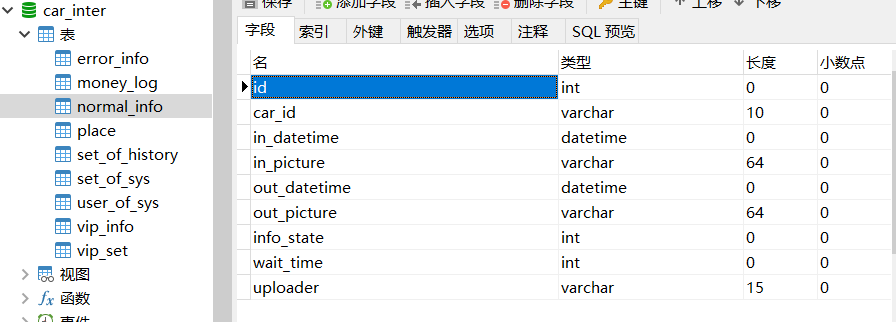 car_inter
表
error_info
money_log
normal_info
place
set_of_history
set_of_sys
user_of_sys
vip_info
vip_set
视图
函数
事件
保存 添加字段 插入字段 删除字段 主键 上移 下移
字段 索引 外键 触发器 选项 注释 SQL 预览
名 类型 长度 小数点
id int 0 0
car_id varchar 10 0
in_datetime datetime 0 0
in_picture varchar 64 0
out_datetime datetime 0 0
out_picture varchar 64 0
info_state int 0 0
wait_time int 0 0
uploader varchar 15 0